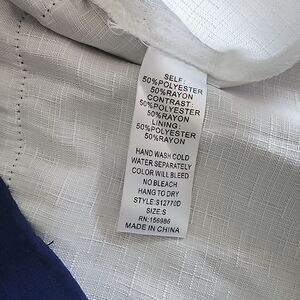 SELF:
50%POLYESTER
50%RAYON
CONTRAST:
50%POLYESTER
50%RAYON
LINING:
50%POLYESTER
50%RAYON
HAND WASH COLD
WATER SEPARATELY
COLOR WILL BLEED
NO BLEACH
HANG TO DRY
STYLE:S12770D
SIZE:S
RN:156986
MADE IN CHINA